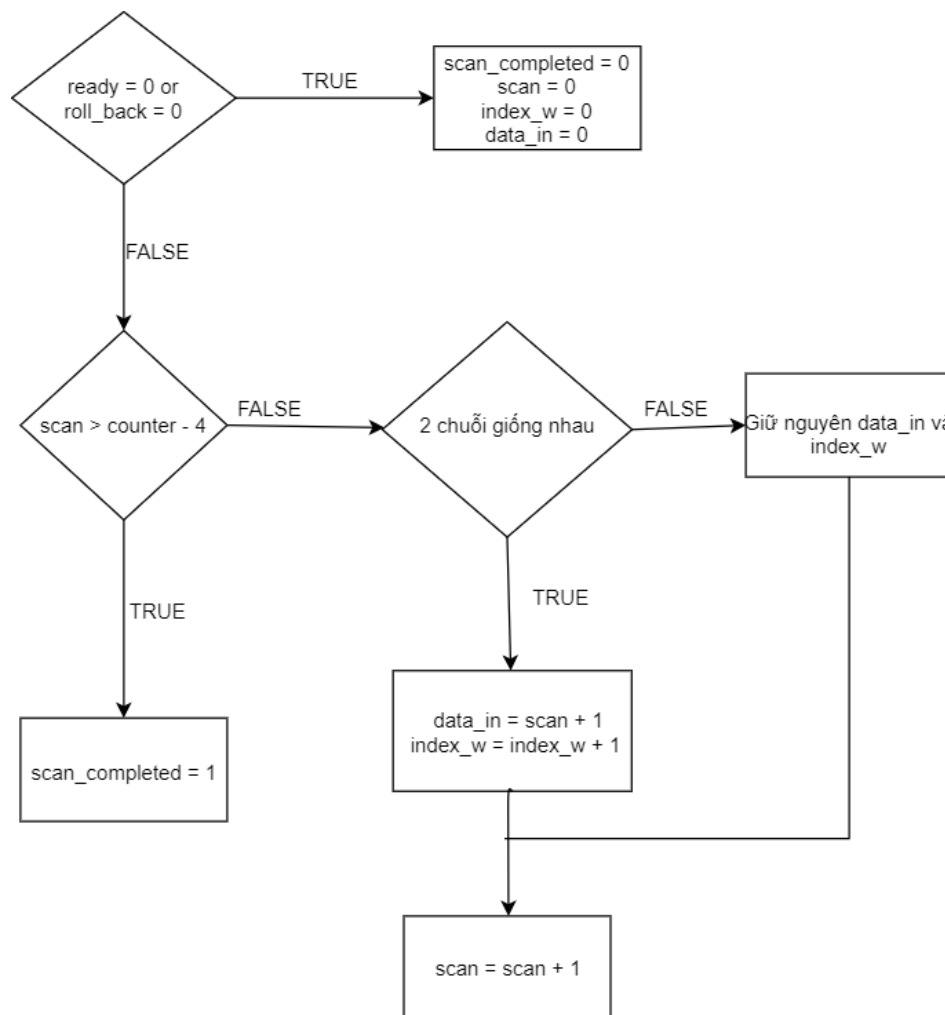 ready = 0 or
roll_back = 0
TRUE
scan_completed = 0
scan = 0
index_w = 0
data_in = 0
FALSE
scan > counter - 4
FALSE
2 chuỗi giống nhau
FALSE
Giữ nguyên data_in và
index_w
TRUE
TRUE
data_in = scan + 1
index_w = index_w + 1
scan_completed = 1
scan = scan + 1